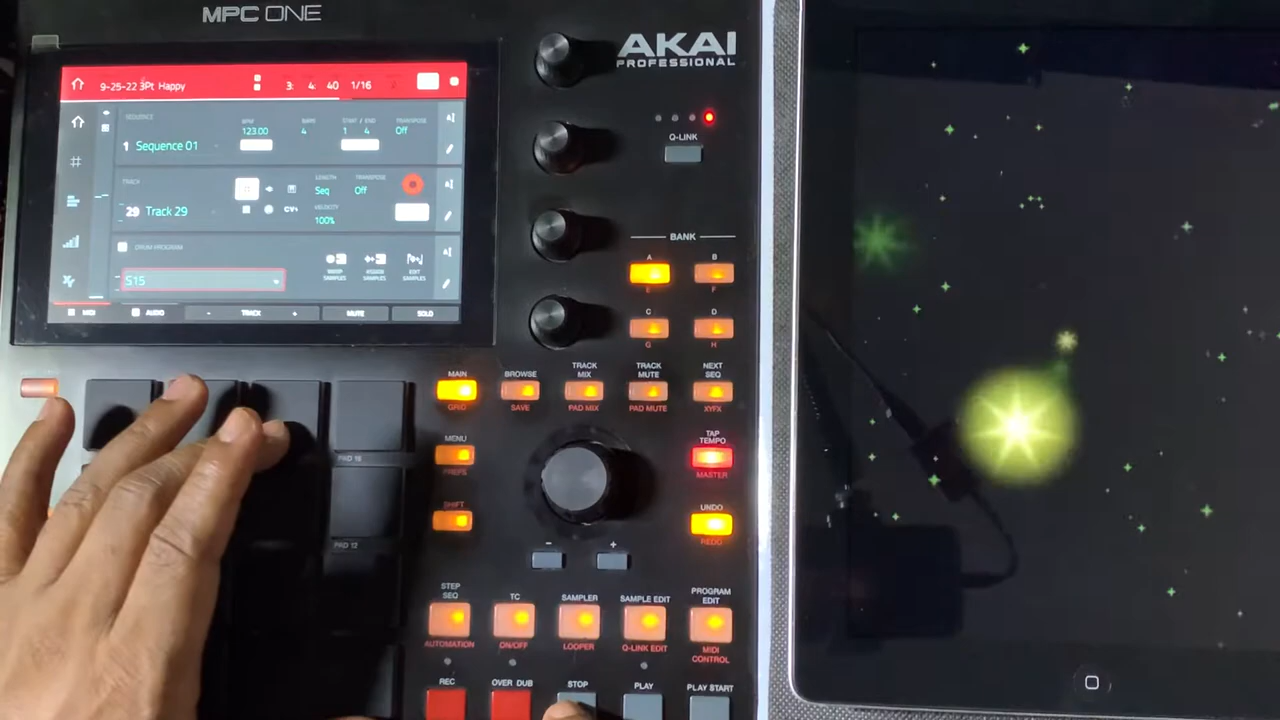 MPC ONE
AKAI
PROFESSIONAL
9-25-22 3Pt Happy
3: 4: 40 1/16
SEQUENCE
BPM
BARS
START / END
TRANSPOSE
123.00
4
1 4
Off
1 Sequence 01
TRACK
LENGTH
TRANSPOSE
Seq
Off
29 Track 29
VELOCITY
100%
DRUM PROGRAM
S15
ASSIGN
SAMPLES
EDIT
SAMPLES
MIDI
AUDIO
- TRACK +
MUTE
SOLO
Q-LINK
BANK
A
B
E
F
C
D
G
H
MAIN
GRID
BROWSE
SAVE
TRACK
MIX
PAD MIX
TRACK
MUTE
PAD MUTE
NEXT
SEQ
XYFX
MENU
PREFS
SHIFT
TAP
TEMPO
MASTER
UNDO
REDO
- +
PAD 16
PAD 12
STEP
SEQ
AUTOMATION
TC
ON/OFF
SAMPLER
LOOPER
SAMPLE EDIT
Q-LINK EDIT
PROGRAM
EDIT
MIDI
CONTROL
REC
OVER DUB
STOP
PLAY
PLAY START